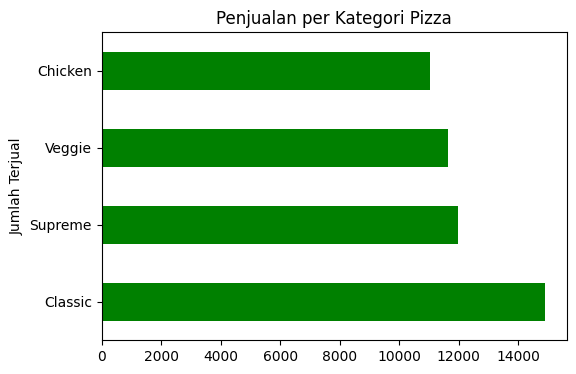 Penjualan per Kategori Pizza
Jumlah Terjual
Chicken
Veggie
Supreme
Classic
0 2000 4000 6000 8000 10000 12000 14000